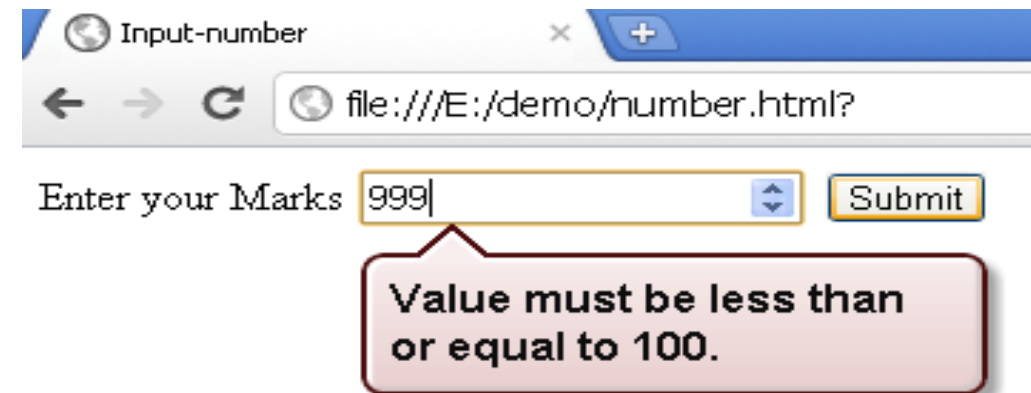 Input-number
file:///E:/demo/number.html?
Enter your Marks 999 Submit
Value must be less than
or equal to 100.